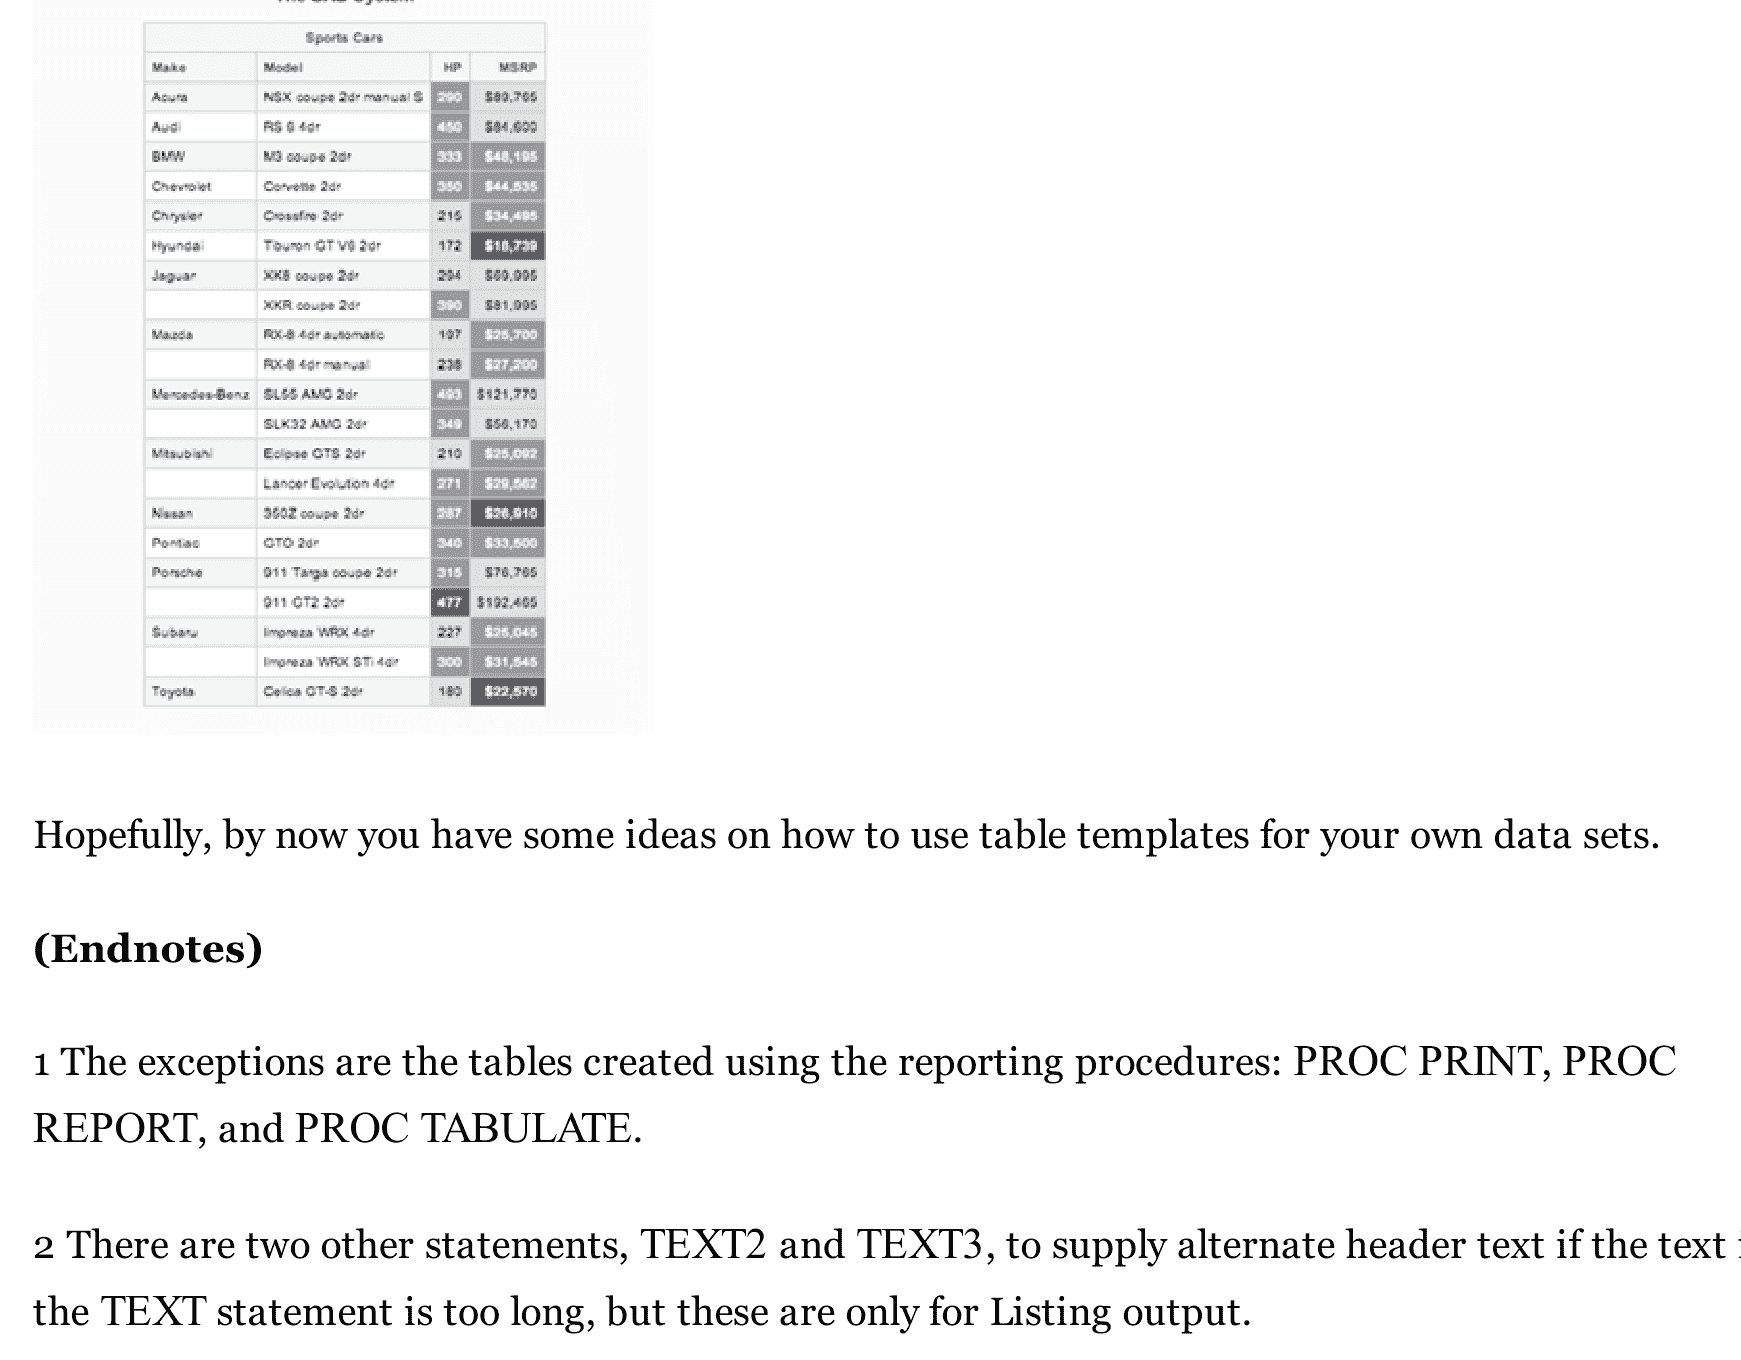 Sports Cars
Make Model HP MSRP
Acura NSX coupe 2dr manual S 290 $89,765
Audi RS 6 4dr 450 $84,600
BMW M3 coupe 2dr 333 $48,195
Chevrolet Corvette 2dr 350 $44,535
Chrysler Crossfire 2dr 215 $34,495
Hyundai Tiburon GT V6 2dr 172 $18,739
Jaguar XK8 coupe 2dr 294 $69,995
XKR coupe 2dr 390 $81,995
Mazda RX-8 4dr automatic 197 $25,700
RX-8 4dr manual 238 $27,200
Mercedes-Benz SL55 AMG 2dr 493 $121,770
SLK32 AMG 2dr 349 $56,170
Mitsubishi Eclipse GTS 2dr 210 $25,092
Lancer Evolution 4dr 271 $29,562
Nissan 350Z coupe 2dr 287 $26,910
Pontiac GTO 2dr 340 $33,500
Porsche 911 Targa coupe 2dr 315 $76,765
911 GT2 2dr 477 $192,465
Subaru Impreza WRX 4dr 227 $25,045
Impreza WRX STi 4dr 300 $31,545
Toyota Celica GT-S 2dr 180 $22,570
Hopefully, by now you have some ideas on how to use table templates for your own data sets.
(Endnotes)
1 The exceptions are the tables created using the reporting procedures: PROC PRINT, PROC
REPORT, and PROC TABULATE.
2 There are two other statements, TEXT2 and TEXT3, to supply alternate header text if the text
the TEXT statement is too long, but these are only for Listing output.